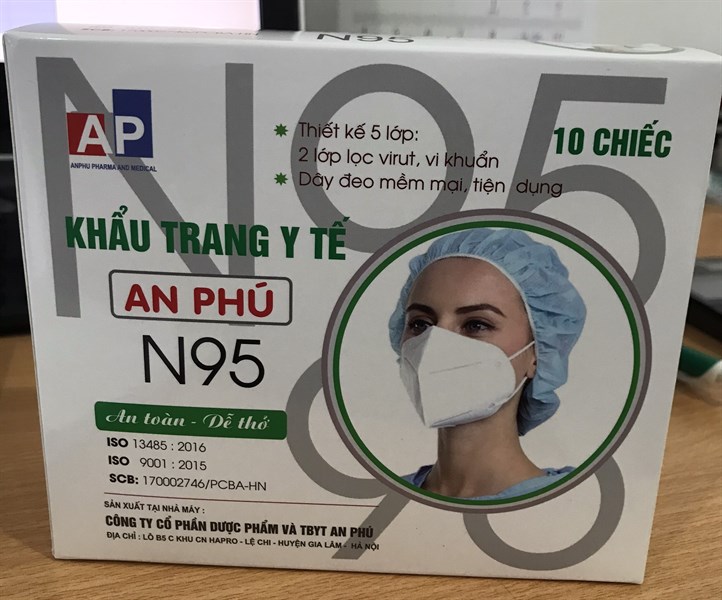 N95
N95
AP
ANPHU PHARMA AND MEDICAL
✷ Thiết kế 5 lớp:
2 lớp lọc virut, vi khuẩn
✷ Dây đeo mềm mại, tiện dụng
10 CHIẾC
KHẨU TRANG Y TẾ
AN PHÚ
N95
An toàn - Dễ thở
ISO 13485 : 2016
ISO 9001 : 2015
SCB: 170002746/PCBA-HN
SẢN XUẤT TẠI NHÀ MÁY :
CÔNG TY CỔ PHẦN DƯỢC PHẨM VÀ TBYT AN PHÚ
ĐỊA CHỈ : LÔ B5 C KHU CN HAPRO - LỆ CHI - HUYỆN GIA LÂM - HÀ NỘI